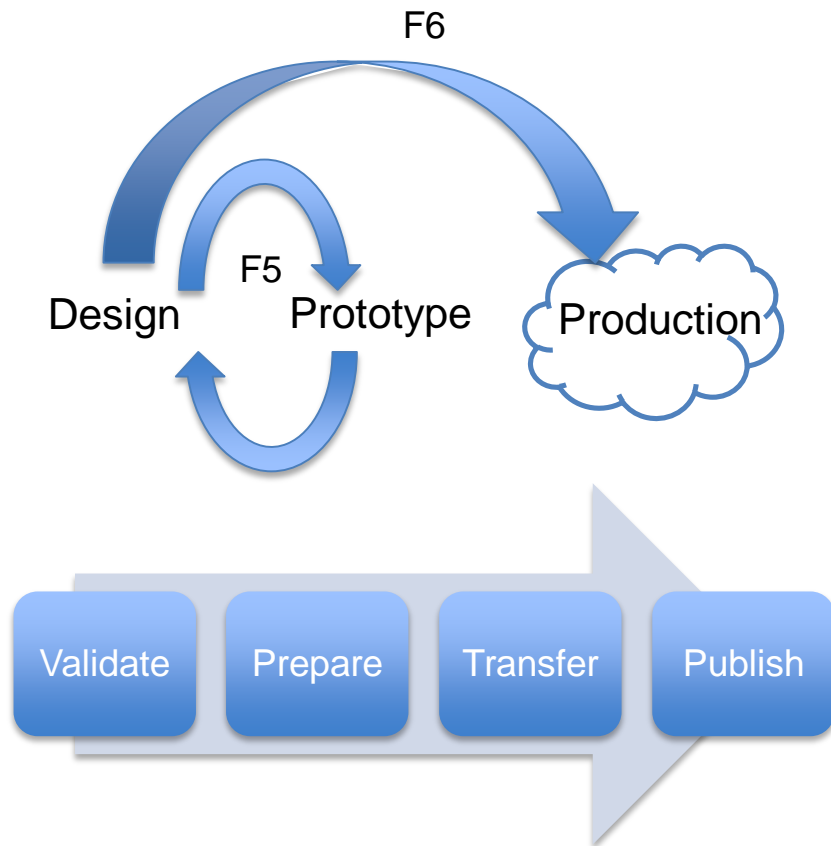 F6
F5
Design
Prototype
Production
Validate
Prepare
Transfer
Publish